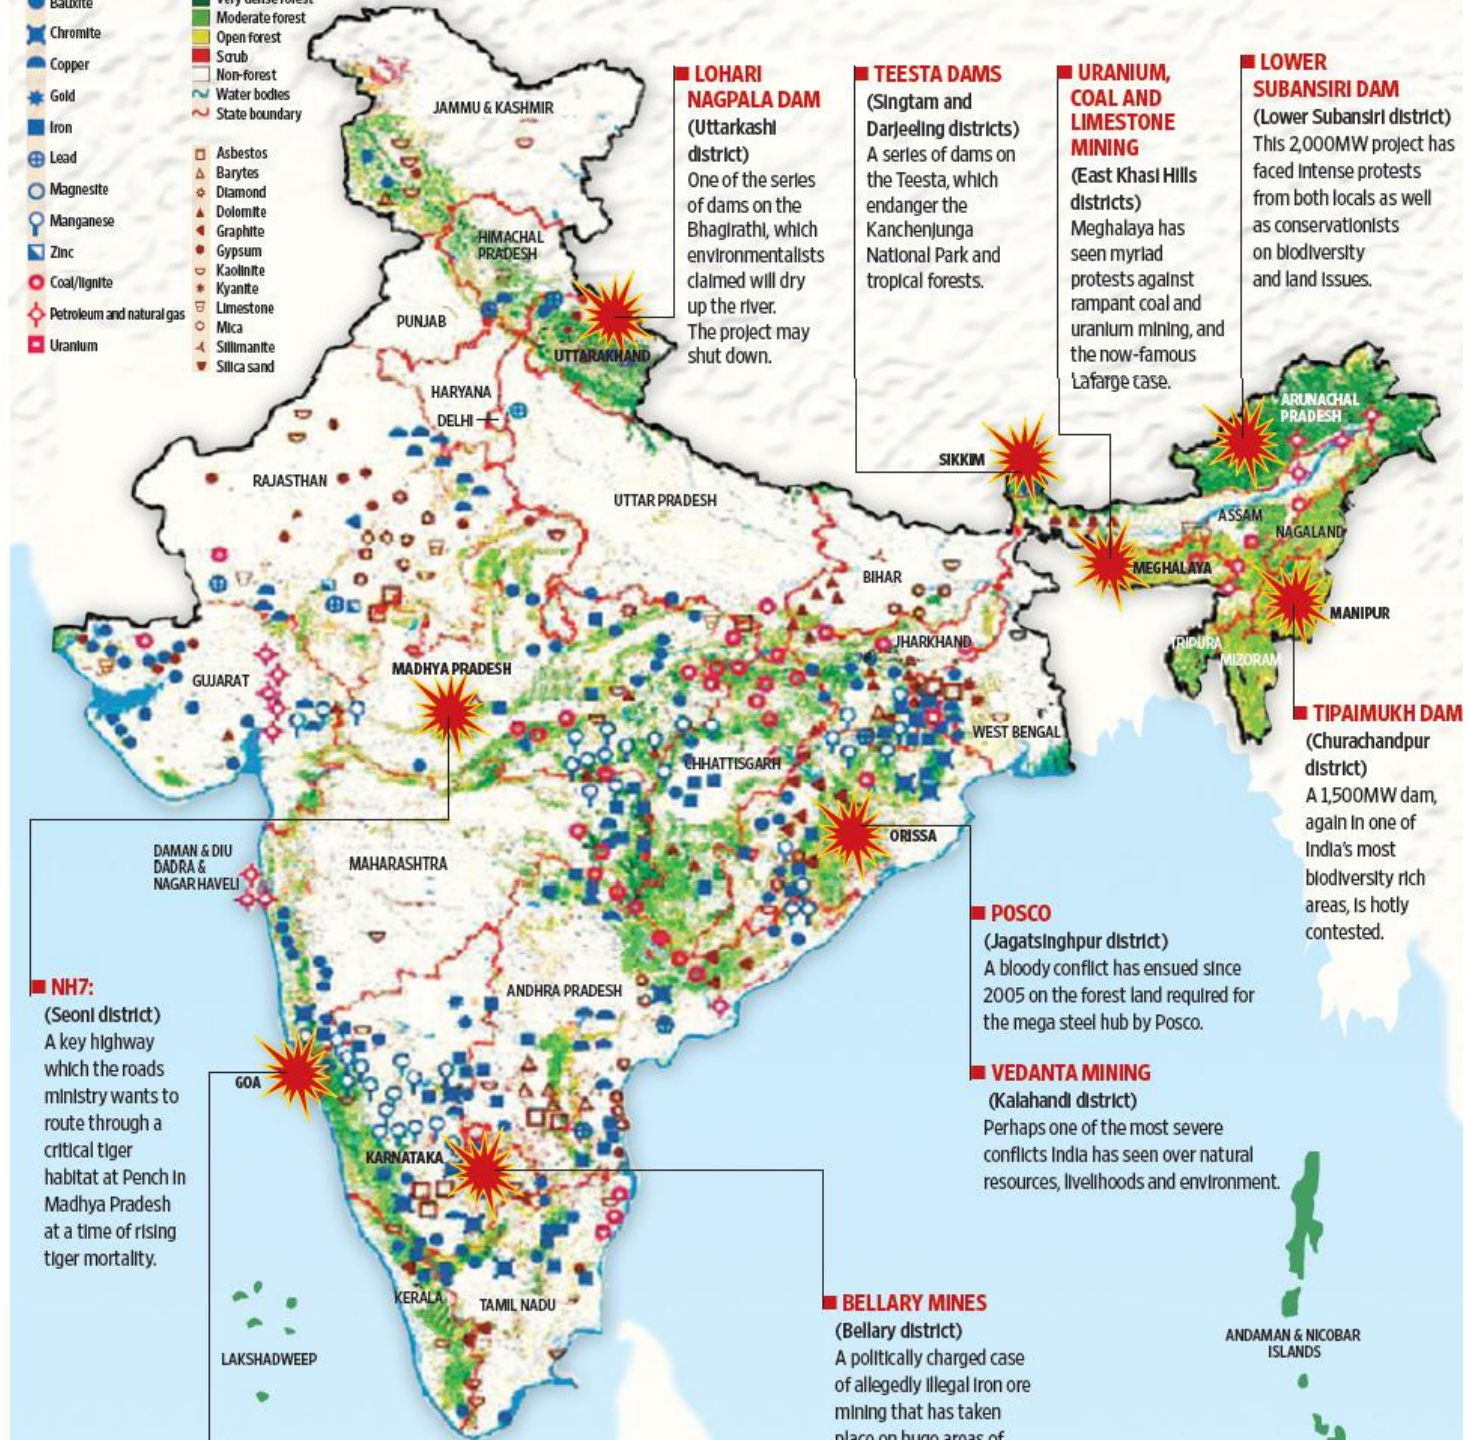 Bauxite
Chromite
Copper
Gold
Iron
Lead
Magnesite
Manganese
Zinc
Coal/lignite
Petroleum and natural gas
Uranium
Very dense forest
Moderate forest
Open forest
Scrub
Non-forest
Water bodies
State boundary
Asbestos
Barytes
Diamond
Dolomite
Graphite
Gypsum
Kaolinite
Kyanite
Limestone
Mica
Sillimanite
Silica sand
LOHARI
NAGPALA DAM
(Uttarkashi
district)
One of the series
of dams on the
Bhagirathi, which
environmentalists
claimed will dry
up the river.
The project may
shut down.
TEESTA DAMS
(Singtam and
Darjeeling districts)
A series of dams on
the Teesta, which
endanger the
Kanchenjunga
National Park and
tropical forests.
URANIUM,
COAL AND
LIMESTONE
MINING
(East Khasi Hills
districts)
Meghalaya has
seen myriad
protests against
rampant coal and
uranium mining, and
the now-famous
Lafarge case.
LOWER
SUBANSIRI DAM
(Lower Subansiri district)
This 2,000MW project has
faced intense protests
from both locals as well
as conservationists
on biodiversity
and land issues.
JAMMU & KASHMIR
HIMACHAL
PRADESH
PUNJAB
UTTARAKHAND
HARYANA
DELHI
RAJASTHAN
UTTAR PRADESH
SIKKIM
ARUNACHAL
PRADESH
ASSAM
NAGALAND
BIHAR
MEGHALAYA
MANIPUR
JHARKHAND
TRIPURA
MIZORAM
MADHYA PRADESH
GUJARAT
WEST BENGAL
CHHATTISGARH
ORISSA
DAMAN & DIU
DADRA &
NAGAR HAVELI
MAHARASHTRA
ANDHRA PRADESH
GOA
KARNATAKA
KERALA
TAMIL NADU
LAKSHADWEEP
ANDAMAN & NICOBAR
ISLANDS
TIPAIMUKH DAM
(Churachandpur
district)
A 1,500MW dam,
again in one of
India's most
biodiversity rich
areas, is hotly
contested.
POSCO
(Jagatsinghpur district)
A bloody conflict has ensued since
2005 on the forest land required for
the mega steel hub by Posco.
VEDANTA MINING
(Kalahandi district)
Perhaps one of the most severe
conflicts India has seen over natural
resources, livelihoods and environment.
NH7:
(Seoni district)
A key highway
which the roads
ministry wants to
route through a
critical tiger
habitat at Pench in
Madhya Pradesh
at a time of rising
tiger mortality.
BELLARY MINES
(Bellary district)
A politically charged case
of allegedly illegal iron ore
mining that has taken
place on huge areas of